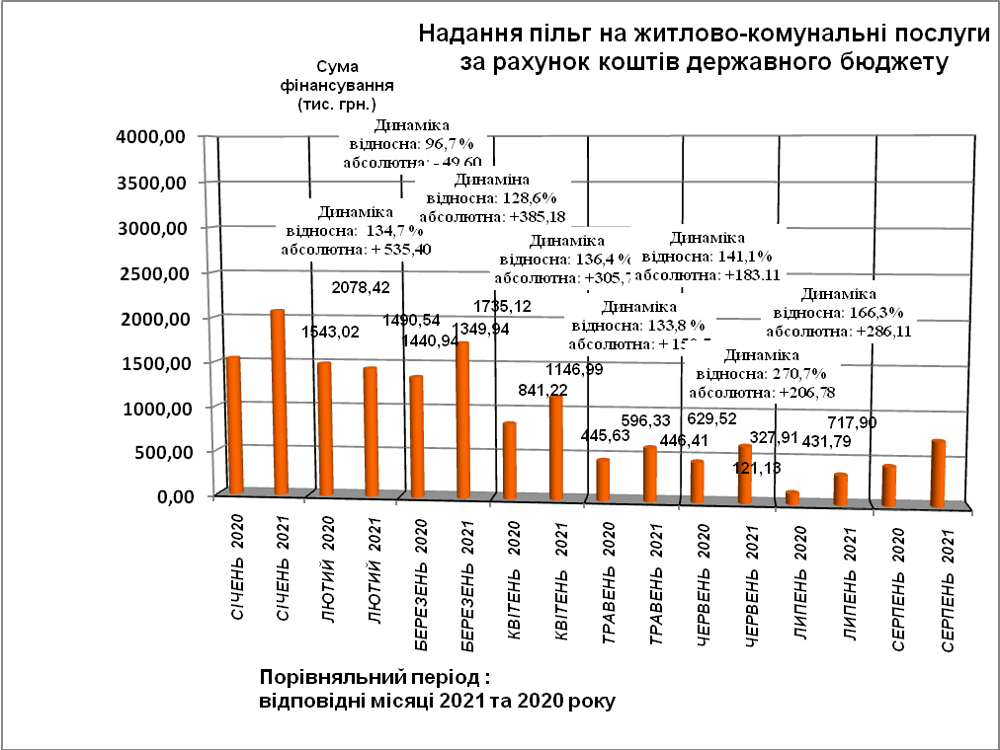 Надання пільг на житлово-комунальні послуги
за рахунок коштів державного бюджету
Сума
фінансування
(тис. грн.)
4000,00
3500,00
3000,00
2500,00
2000,00
1500,00
1000,00
500,00
0,00
Динаміка
відносна: 96,7%
абсолютна: - 49,60
Динаміна
відносна: 128,6%
абсолютна: +385,18
Динаміка
відносна: 134,7 %
абсолютна: + 535,40
Динаміка
відносна: 136,4 %
абсолютна:
Динаміка
відносна: 141,1%
абсолютна: +183,11
Динаміка
відносна: 133,8 %
абсолютна:
Динаміка
відносна: 166,3%
абсолютна: +286,11
Динаміка
відносна: 270,7%
абсолютна: +206,78
1543,02
2078,42
1490,54
1440,94
1349,94
1735,12
841,22
1146,99
445,63
596,33
446,41
629,52
121,13
327,91
431,79
717,90
СІЧЕНЬ 2020
СІЧЕНЬ 2021
ЛЮТИЙ 2020
ЛЮТИЙ 2021
БЕРЕЗЕНЬ 2020
БЕРЕЗЕНЬ 2021
КВІТЕНЬ 2020
КВІТЕНЬ 2021
ТРАВЕНЬ 2020
ТРАВЕНЬ 2021
ЧЕРВЕНЬ 2020
ЧЕРВЕНЬ 2021
ЛИПЕНЬ 2020
ЛИПЕНЬ 2021
СЕРПЕНЬ 2020
СЕРПЕНЬ 2021
Порівняльний період :
відповідні місяці 2021 та 2020 року